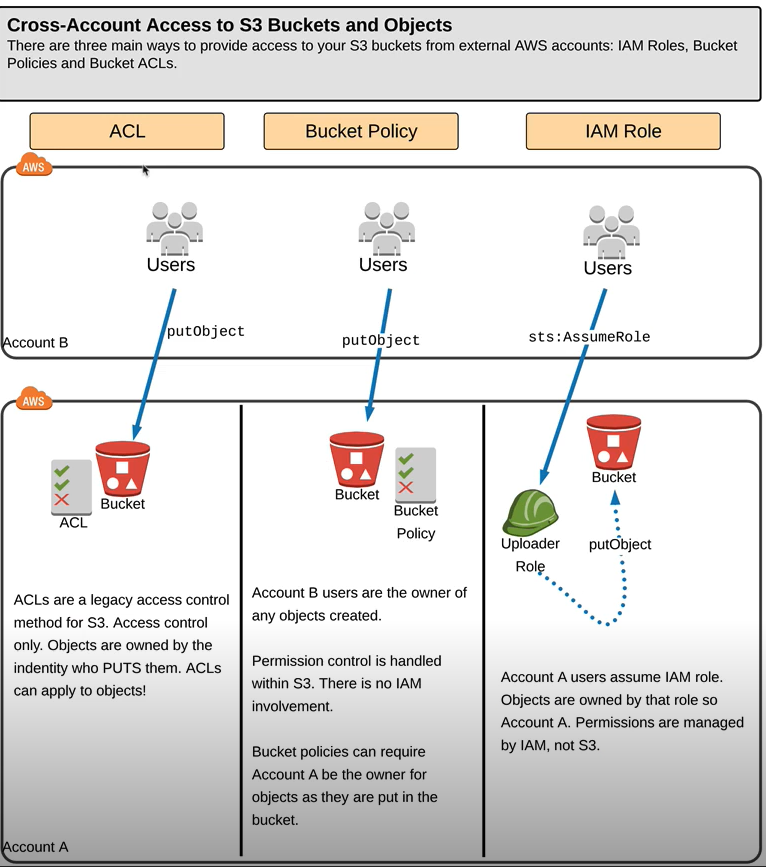 Cross-Account Access to S3 Buckets and Objects
There are three main ways to provide access to your S3 buckets from external AWS accounts: IAM Roles, Bucket
Policies and Bucket ACLs.
ACL
Bucket Policy
IAM Role
AWS
Users
Users
Users
putObject
putObject
sts:AssumeRole
Account B
AWS
Bucket
ACL
Bucket
Bucket
Policy
Bucket
Uploader
Role
putObject
ACLs are a legacy access control
method for S3. Access control
only. Objects are owned by the
indentity who PUTS them. ACLs
can apply to objects!
Account B users are the owner of
any objects created.
Permission control is handled
within S3. There is no IAM
involvement.
Bucket policies can require
Account A be the owner for
objects as they are put in the
bucket.
Account A users assume IAM role.
Objects are owned by that role so
Account A. Permissions are managed
by IAM, not S3.
Account A